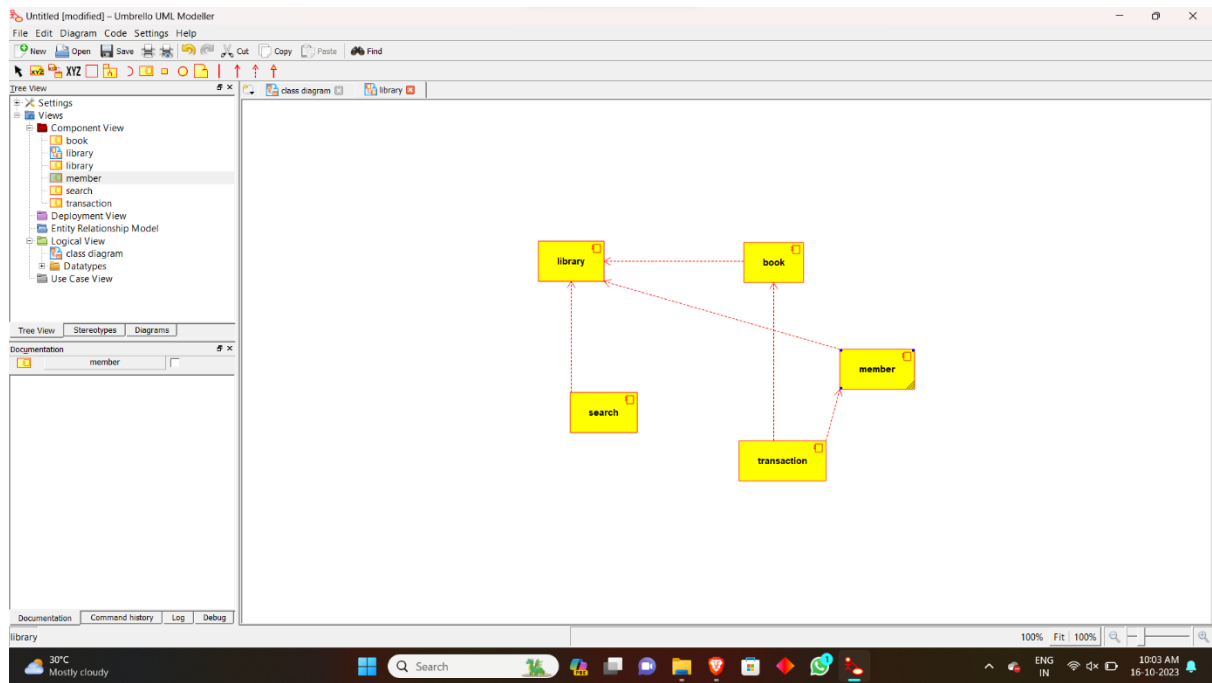 Untitled [modified] – Umbrello UML Modeller
File Edit Diagram Code Settings Help
New Open Save Cut Copy Paste Find
XYZ XYZ
Tree View
class diagram library
Settings
Views
Component View
book
library
library
member
search
transaction
Deployment View
Entity Relationship Model
Logical View
class diagram
Datatypes
Use Case View
library book
member
search
transaction
Tree View Stereotypes Diagrams
Documentation
member
Documentation Command history Log Debug
library 100% Fit 100%
30°C
Mostly cloudy
Search
PRE
ENG
IN
10:03 AM
16-10-2023